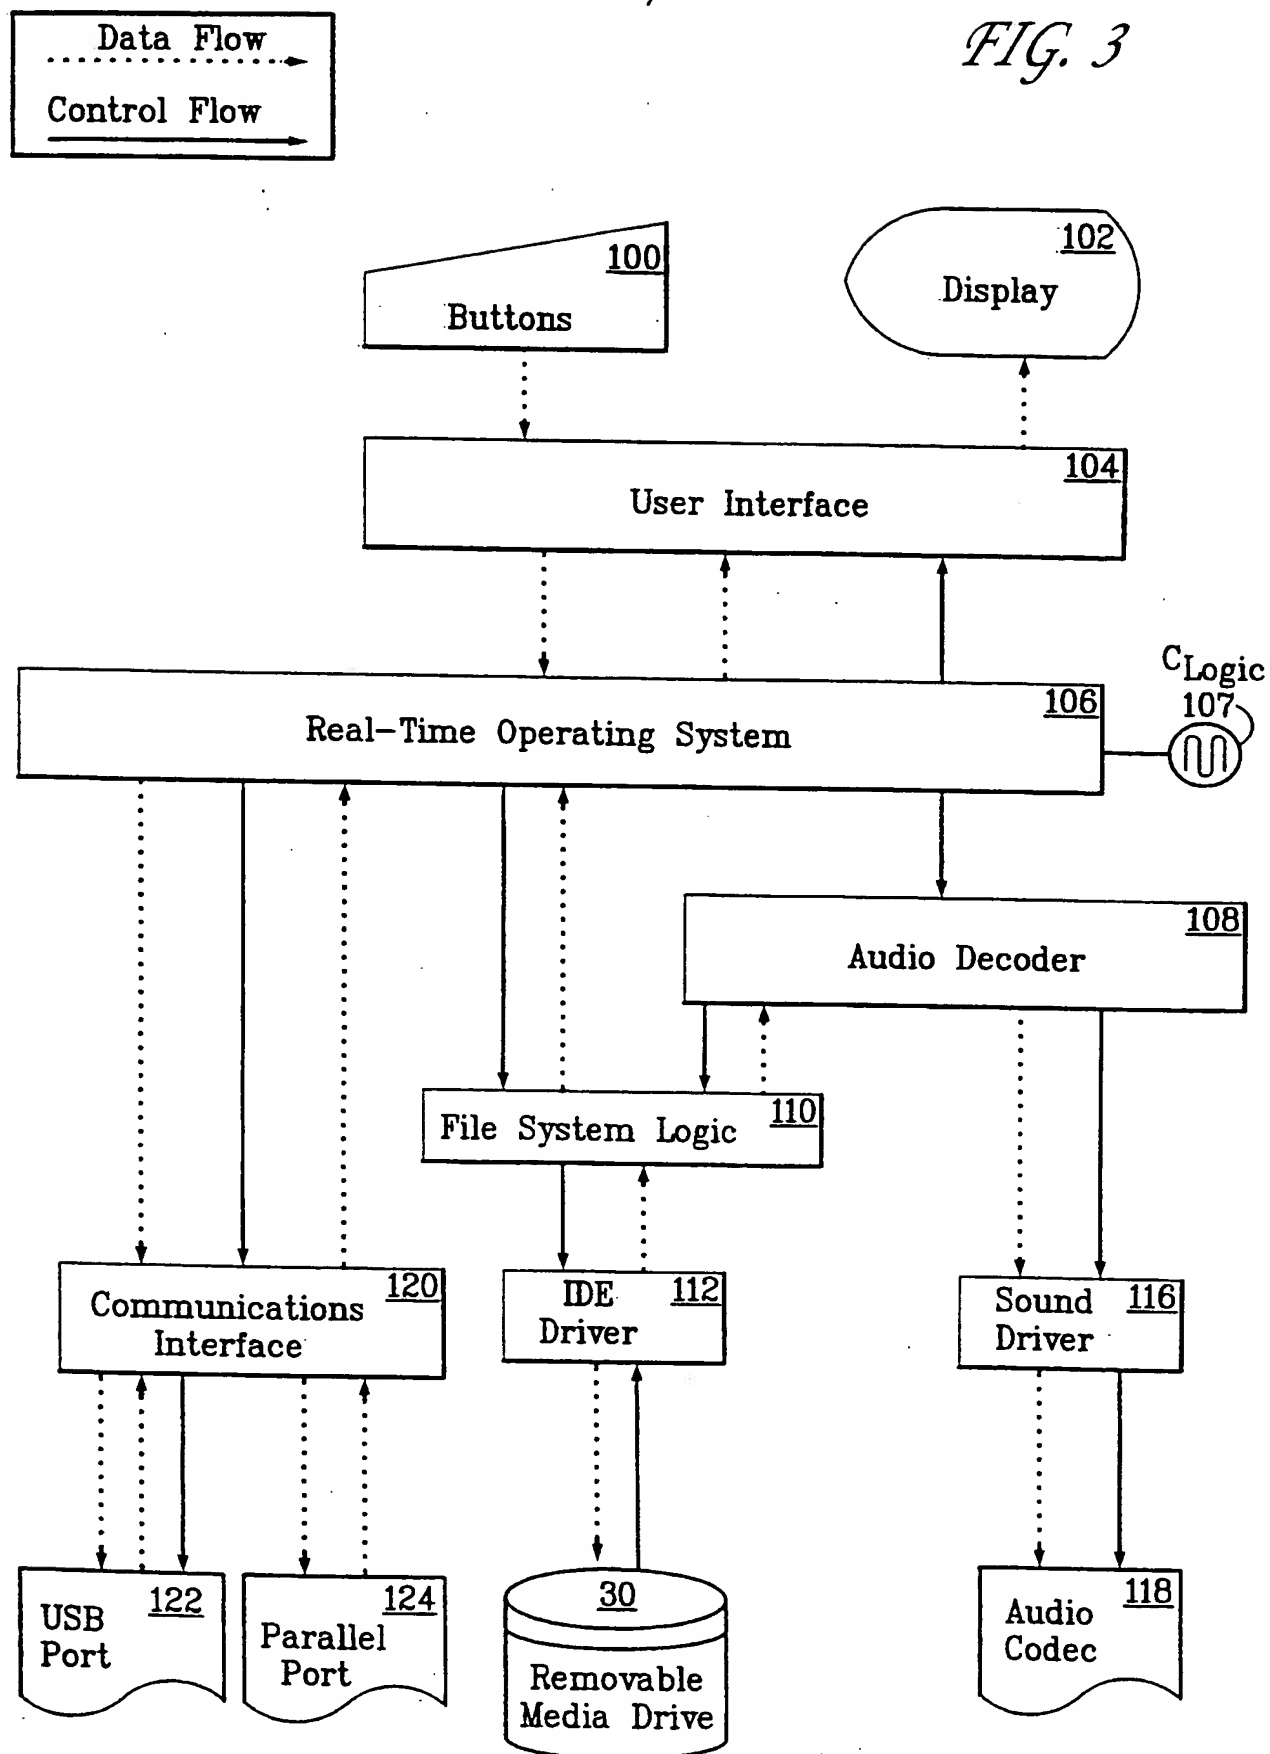 FIG. 3
Data Flow
Control Flow
100
Buttons
102
Display
104
User Interface
106
Real-Time Operating System
CLogic
107
108
Audio Decoder
110
File System Logic
120
Communications
Interface
112
IDE
Driver
116
Sound
Driver
122
USB
Port
124
Parallel
Port
30
Removable
Media Drive
118
Audio
Codec